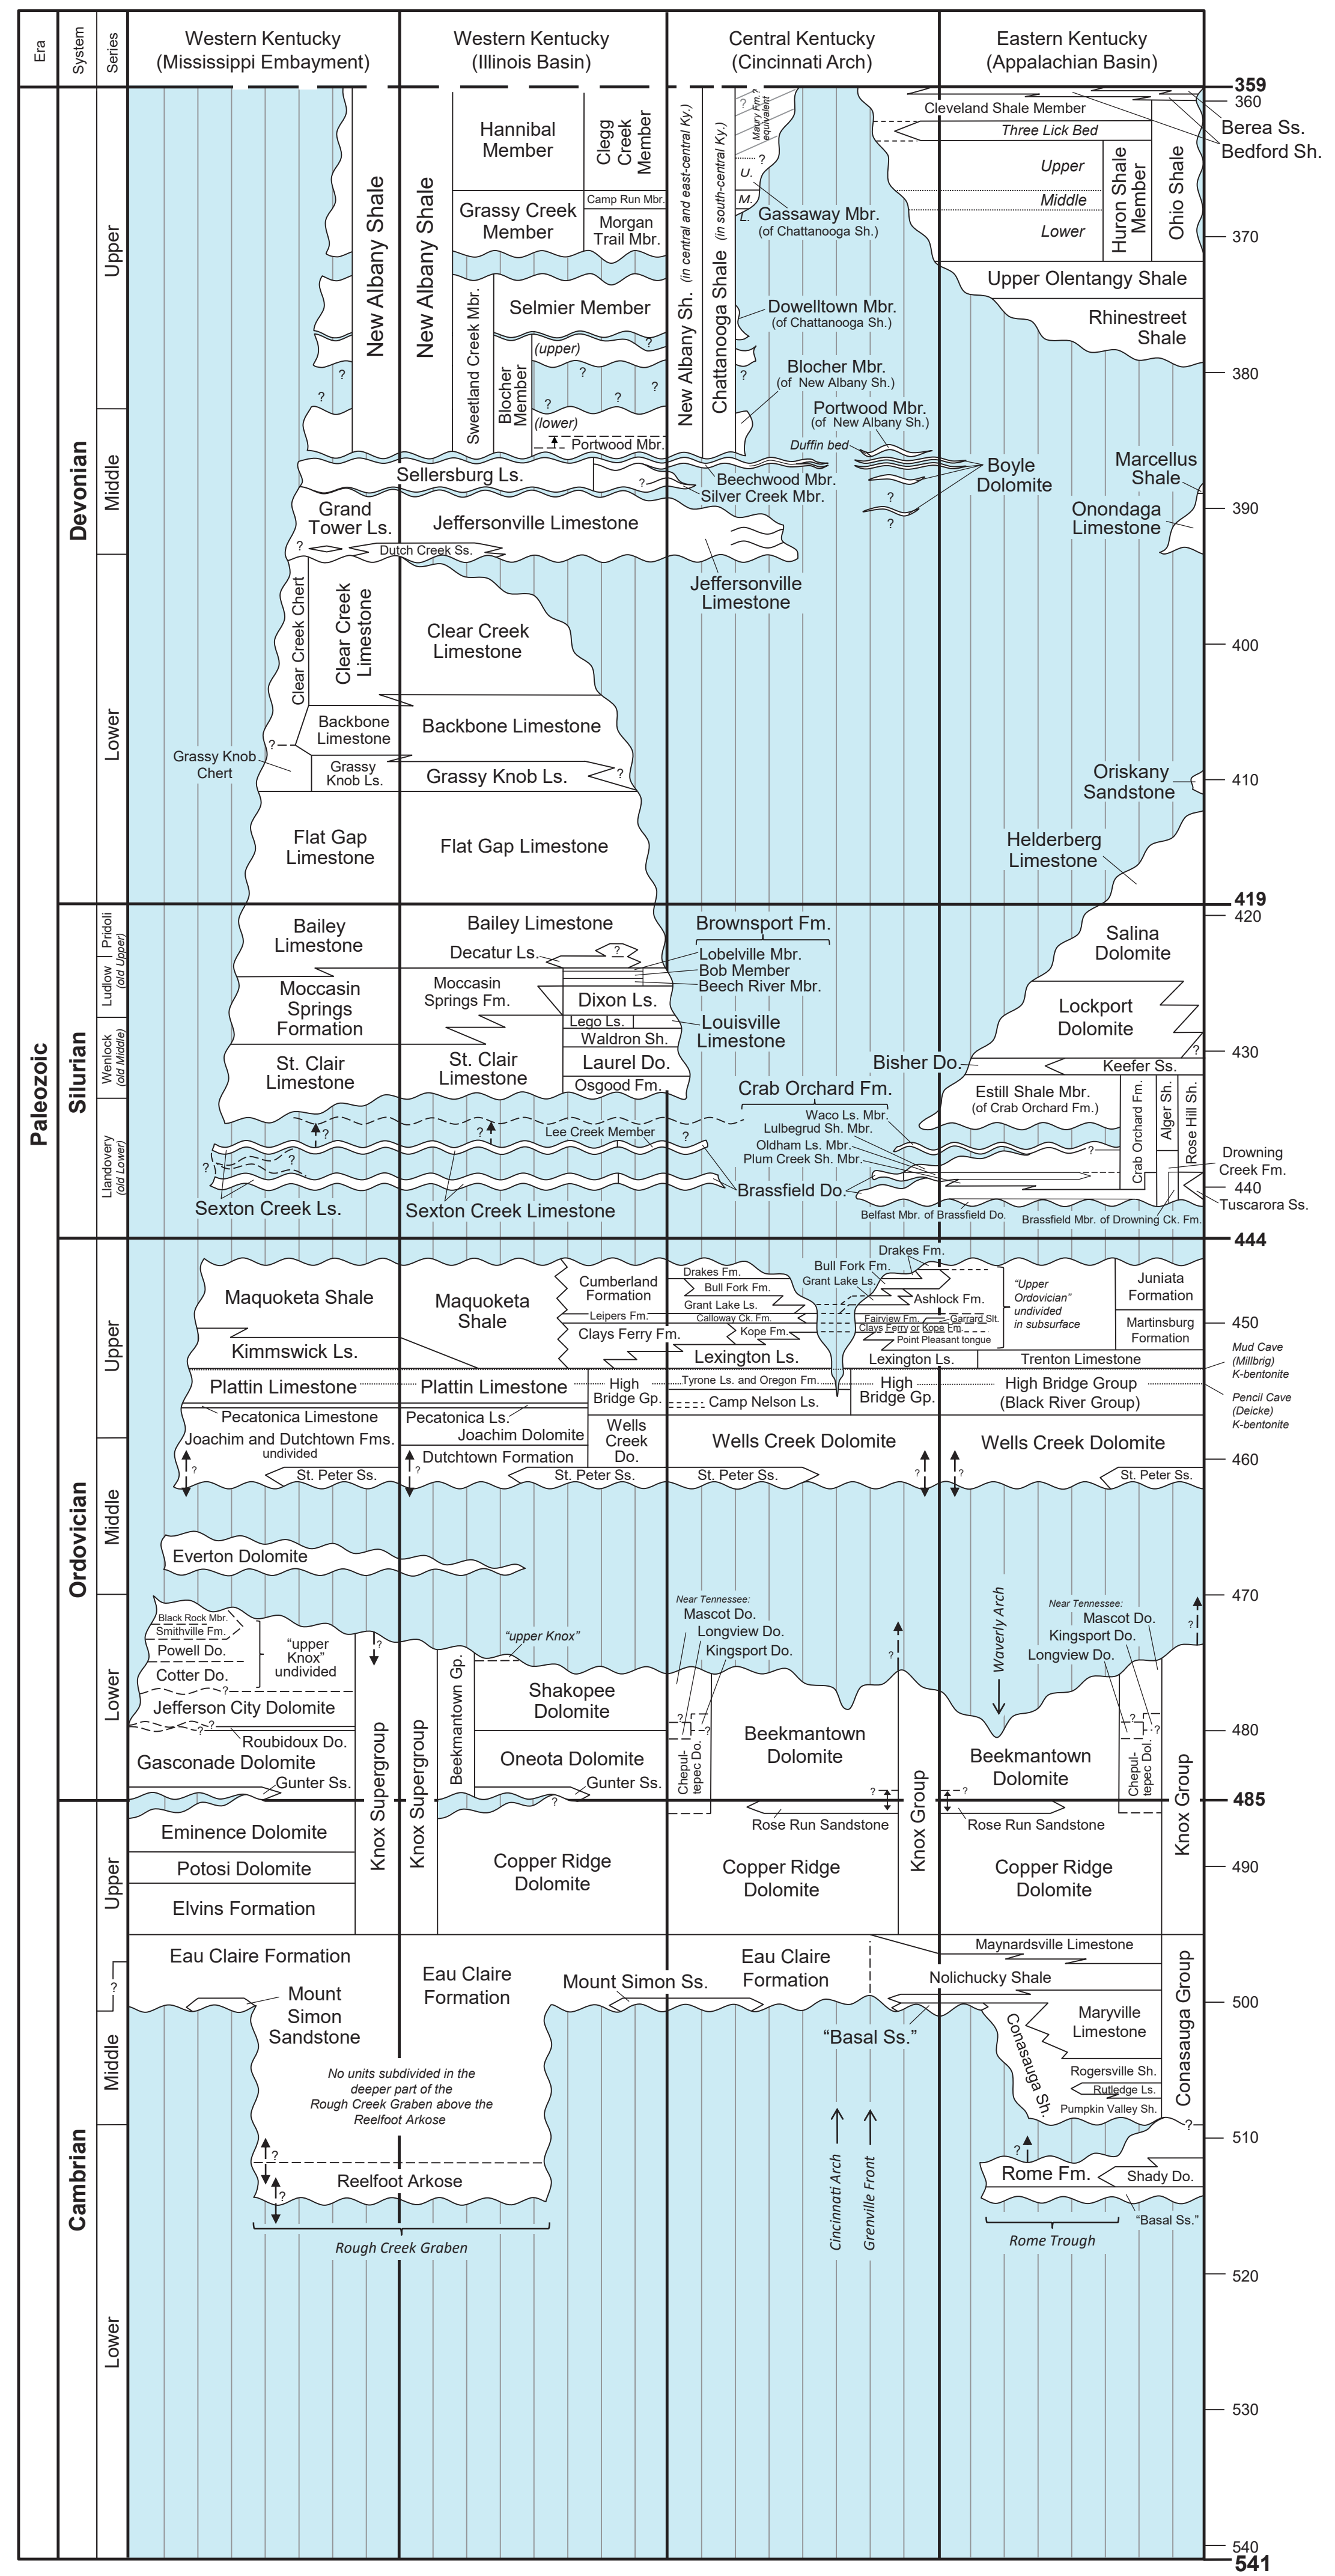 Era
System
Series
Western Kentucky
(Mississippi Embayment)
Western Kentucky
(Illinois Basin)
Central Kentucky
(Cincinnati Arch)
Eastern Kentucky
(Appalachian Basin)
Paleozoic
Devonian
Upper
Middle
Lower
Silurian
Pridoli
Ludlow
(old Upper)
Wenlock
(old Middle)
Llandovery
(old Lower)
Ordovician
Upper
Middle
Lower
Cambrian
Upper
?
Middle
Lower
359
360
370
380
390
400
410
419
420
430
440
444
450
460
470
480
485
490
500
510
520
530
540
541
Berea Ss.
Bedford Sh.
New Albany Shale
New Albany Shale
Hannibal
Member
Clegg
Creek
Member
Camp Run Mbr.
Grassy Creek
Member
Morgan
Trail Mbr.
Selmier Member
Sweetland Creek Mbr.
Blocher
Member
(upper)
?
?
?
?
?
(lower)
Portwood Mbr.
?
?
New Albany Sh. (in central and east-central Ky.)
Chattanooga Shale (in south-central Ky.)
?
Maury Fm.?
equivalent
?
U.
M.
L.
Gassaway Mbr.
(of Chattanooga Sh.)
Dowelltown Mbr.
(of Chattanooga Sh.)
?
Blocher Mbr.
(of New Albany Sh.)
Portwood Mbr.
(of New Albany Sh.)
Duffin bed
Boyle
Dolomite
?
?
Cleveland Shale Member
Three Lick Bed
Upper
Middle
Lower
Huron Shale
Member
Ohio Shale
Upper Olentangy Shale
Rhinestreet
Shale
Marcellus
Shale
Onondaga
Limestone
Sellersburg Ls.
?
Beechwood Mbr.
Silver Creek Mbr.
Grand
Tower Ls.
?
Dutch Creek Ss.
Jeffersonville Limestone
Jeffersonville
Limestone
Clear Creek Chert
Clear Creek
Limestone
Clear Creek
Limestone
Backbone
Limestone
Backbone Limestone
?
Grassy Knob
Chert
Grassy
Knob Ls.
Grassy Knob Ls.
?
Flat Gap
Limestone
Flat Gap Limestone
Oriskany
Sandstone
Helderberg
Limestone
Bailey
Limestone
Bailey Limestone
Decatur Ls.
?
Brownsport Fm.
Lobelville Mbr.
Bob Member
Beech River Mbr.
Moccasin
Springs
Formation
Moccasin
Springs Fm.
Dixon Ls.
Lego Ls.
Louisville
Limestone
Waldron Sh.
Laurel Do.
Osgood Fm.
St. Clair
Limestone
St. Clair
Limestone
Salina
Dolomite
Lockport
Dolomite
?
Bisher Do.
Keefer Ss.
Estill Shale Mbr.
(of Crab Orchard Fm.)
Crab Orchard Fm.
Alger Sh.
Rose Hill Sh.
Crab Orchard Fm.
Waco Ls. Mbr.
Lulbegrud Sh. Mbr.
Oldham Ls. Mbr.
Plum Creek Sh. Mbr.
?
?
Lee Creek Member
?
?
?
?
Brassfield Do.
Sexton Creek Ls.
Sexton Creek Limestone
Drowning
Creek Fm.
Tuscarora Ss.
Belfast Mbr. of Brassfield Do.
Brassfield Mbr. of Drowning Ck. Fm.
Maquoketa Shale
Maquoketa
Shale
Kimmswick Ls.
Cumberland
Formation
Leipers Fm.
Clays Ferry Fm.
Drakes Fm.
Bull Fork Fm.
Grant Lake Ls.
Calloway Ck. Fm.
Kope Fm.
Lexington Ls.
Drakes Fm.
Bull Fork Fm.
Grant Lake Ls.
Ashlock Fm.
Fairview Fm.
Garrard Slt.
Clays Ferry or Kope Fm.
Point Pleasant tongue
Lexington Ls.
“Upper
Ordovician”
undivided
in subsurface
Juniata
Formation
Martinsburg
Formation
Trenton Limestone
Mud Cave
(Millbrig)
K-bentonite
Pencil Cave
(Deicke)
K-bentonite
Plattin Limestone
Plattin Limestone
High
Bridge Gp.
Tyrone Ls. and Oregon Fm.
Camp Nelson Ls.
High
Bridge Gp.
High Bridge Group
(Black River Group)
Pecatonica Limestone
Pecatonica Ls.
Joachim and Dutchtown Fms.
undivided
Joachim Dolomite
Dutchtown Formation
Wells
Creek
Do.
Wells Creek Dolomite
Wells Creek Dolomite
?
?
?
?
St. Peter Ss.
St. Peter Ss.
St. Peter Ss.
St. Peter Ss.
Everton Dolomite
Black Rock Mbr.
Smithville Fm.
Powell Do.
Cotter Do.
“upper
Knox”
undivided
?
?
Jefferson City Dolomite
?
?
Roubidoux Do.
Gasconade Dolomite
Gunter Ss.
Knox Supergroup
Knox Supergroup
Beekmantown Gp.
“upper Knox”
Shakopee
Dolomite
Oneota Dolomite
Gunter Ss.
?
Near Tennessee:
Mascot Do.
Longview Do.
Kingsport Do.
?
?
Chepul-
tepec Do.
Beekmantown
Dolomite
?
?
Waverly Arch
Near Tennessee:
Mascot Do.
Kingsport Do.
Longview Do.
?
?
?
Chepul-
tepec Dol.
Beekmantown
Dolomite
?
Knox Group
Knox Group
Rose Run Sandstone
Rose Run Sandstone
Eminence Dolomite
Potosi Dolomite
Elvins Formation
Copper Ridge
Dolomite
Copper Ridge
Dolomite
Copper Ridge
Dolomite
Eau Claire Formation
Mount
Simon
Sandstone
Eau Claire
Formation
Mount Simon Ss.
Eau Claire
Formation
Maynardsville Limestone
Nolichucky Shale
“Basal Ss.”
Conasauga Sh.
Maryville
Limestone
Rogersville Sh.
Rutledge Ls.
Pumpkin Valley Sh.
Conasauga Group
?
No units subdivided in the
deeper part of the
Rough Creek Graben above the
Reelfoot Arkose
?
Reelfoot Arkose
?
Rough Creek Graben
Cincinnati Arch
Grenville Front
?
Rome Fm.
Shady Do.
“Basal Ss.”
Rome Trough